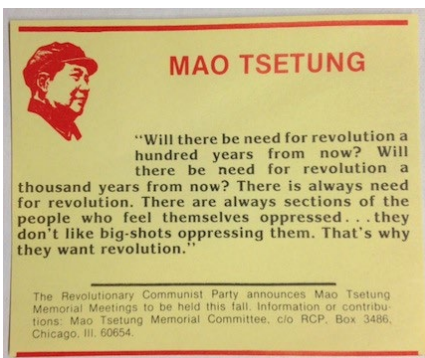 MAO TSETUNG
"Will there be need for revolution a
hundred years from now? Will
there be need for revolution a
thousand years from now? There is always need
for revolution. There are always sections of the
people who feel themselves oppressed...they
don't like big-shots oppressing them. That's why
they want revolution."
The Revolutionary Communist Party announces Mao Tsetung
Memorial Meetings to be held this fall. Information or contribu-
tions: Mao Tsetung Memorial Committee, c/o RCP, Box 3486,
Chicago, Ill. 60654.